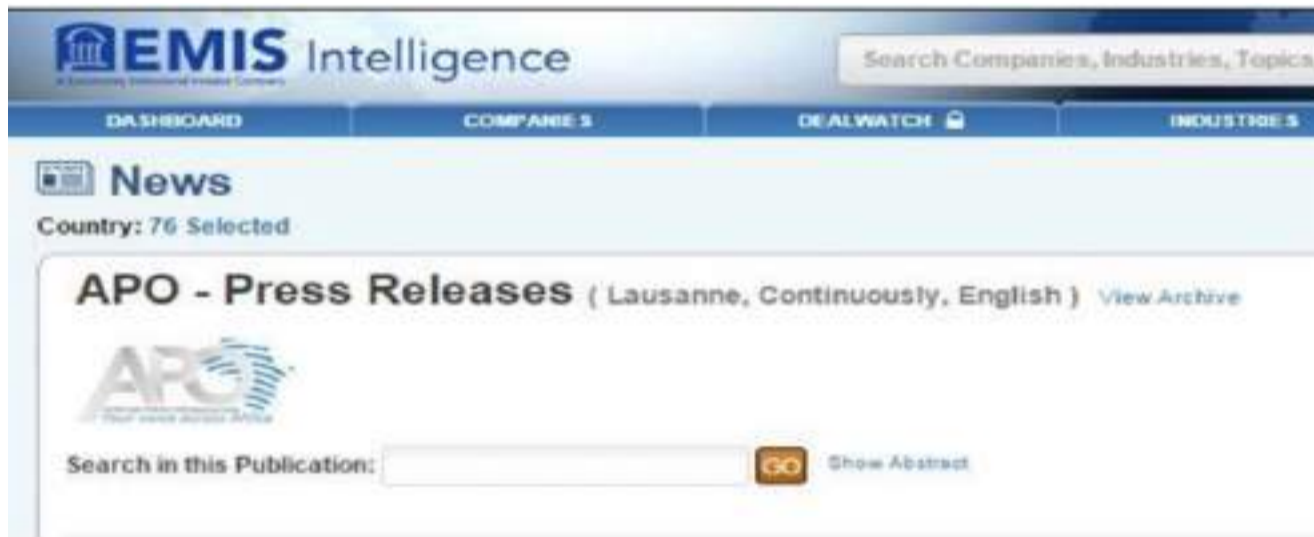 EMIS Intelligence
Search Companies, Industries, Topics
DASHBOARD COMPANIES DEALWATCH INDUSTRIES
News
Country: 76 Selected
APO - Press Releases ( Lausanne, Continuously, English ) View Archive
APO
Search in this Publication: GO Show Abstract